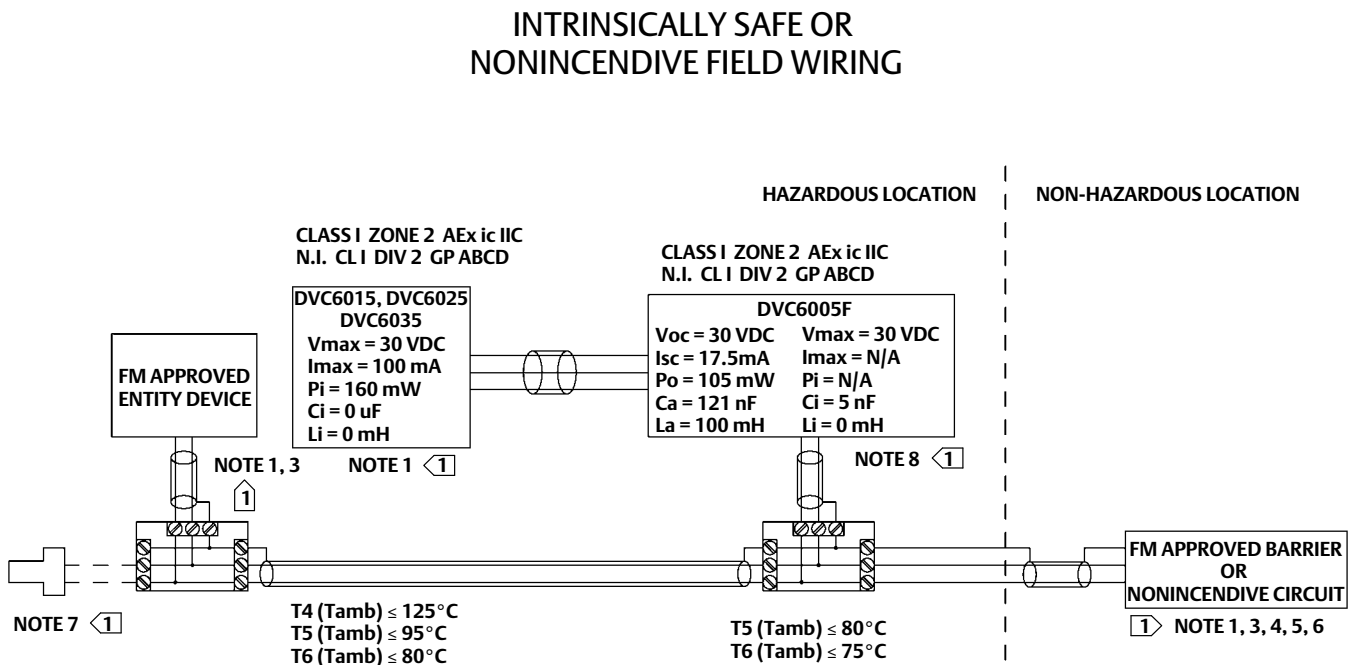 INTRINSICALLY SAFE OR
NONINCENDIVE FIELD WIRING
HAZARDOUS LOCATION
NON-HAZARDOUS LOCATION
CLASS I ZONE 2 AEx ic IIC
N.I. CL I DIV 2 GP ABCD
CLASS I ZONE 2 AEx ic IIC
N.I. CL I DIV 2 GP ABCD
FM APPROVED
ENTITY DEVICE
DVC6015, DVC6025
DVC6035
Vmax = 30 VDC
Imax = 100 mA
Pi = 160 mW
Ci = 0 uF
Li = 0 mH
DVC6005F
Voc = 30 VDC
Isc = 17.5mA
Po = 105 mW
Ca = 121 nF
La = 100 mH
Vmax = 30 VDC
Imax = N/A
Pi = N/A
Ci = 5 nF
Li = 0 mH
NOTE 1, 3
1
NOTE 1 1
NOTE 8 1
FM APPROVED BARRIER
OR
NONINCENDIVE CIRCUIT
NOTE 7 1
1 NOTE 1, 3, 4, 5, 6
T4 (Tamb) ≤ 125°C
T5 (Tamb) ≤ 95°C
T6 (Tamb) ≤ 80°C
T5 (Tamb) ≤ 80°C
T6 (Tamb) ≤ 75°C